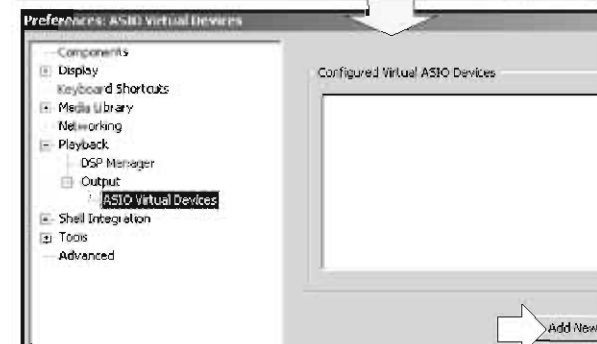 Preferences: ASIO Virtual Devices
Components
Display
Keyboard Shortcuts
Media Library
Networking
Playback
DSP Manager
Output
ASIO Virtual Devices
Shell Integration
Tools
Advanced
Configured Virtual ASIO Devices
Add New